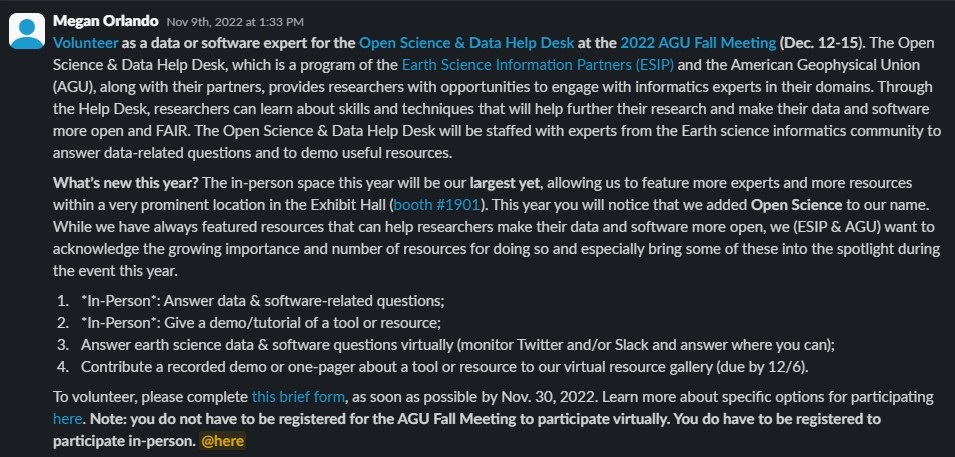 Megan Orlando Nov 9th, 2022 at 1:33 PM
Volunteer as a data or software expert for the Open Science & Data Help Desk at the 2022 AGU Fall Meeting (Dec. 12-15). The Open
Science & Data Help Desk, which is a program of the Earth Science Information Partners (ESIP) and the American Geophysical Union
(AGU), along with their partners, provides researchers with opportunities to engage with informatics experts in their domains. Through
the Help Desk, researchers can learn about skills and techniques that will help further their research and make their data and software
more open and FAIR. The Open Science & Data Help Desk will be staffed with experts from the Earth science informatics community to
answer data-related questions and to demo useful resources.
What's new this year? The in-person space this year will be our largest yet, allowing us to feature more experts and more resources
within a very prominent location in the Exhibit Hall (booth #1901). This year you will notice that we added Open Science to our name.
While we have always featured resources that can help researchers make their data and software more open, we (ESIP & AGU) want to
acknowledge the growing importance and number of resources for doing so and especially bring some of these into the spotlight during
the event this year.
1. *In-Person*: Answer data & software-related questions;
2. *In-Person*: Give a demo/tutorial of a tool or resource;
3. Answer earth science data & software questions virtually (monitor Twitter and/or Slack and answer where you can);
4. Contribute a recorded demo or one-pager about a tool or resource to our virtual resource gallery (due by 12/6).
To volunteer, please complete this brief form, as soon as possible by Nov. 30, 2022. Learn more about specific options for participating
here. Note: you do not have to be registered for the AGU Fall Meeting to participate virtually. You do have to be registered to
participate in-person. @here